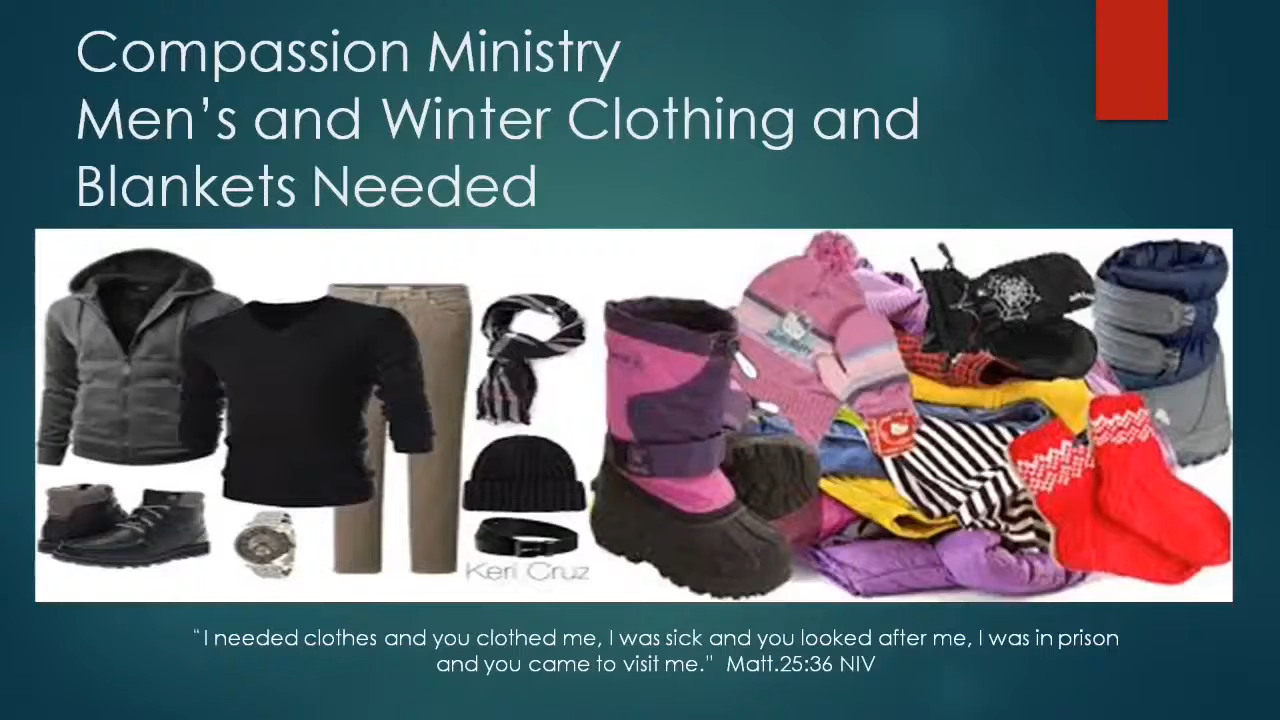 Compassion Ministry
Men’s and Winter Clothing and
Blankets Needed
Keri Cruz
"I needed clothes and you clothed me, I was sick and you looked after me, I was in prison
and you came to visit me."  Matt.25:36 NIV